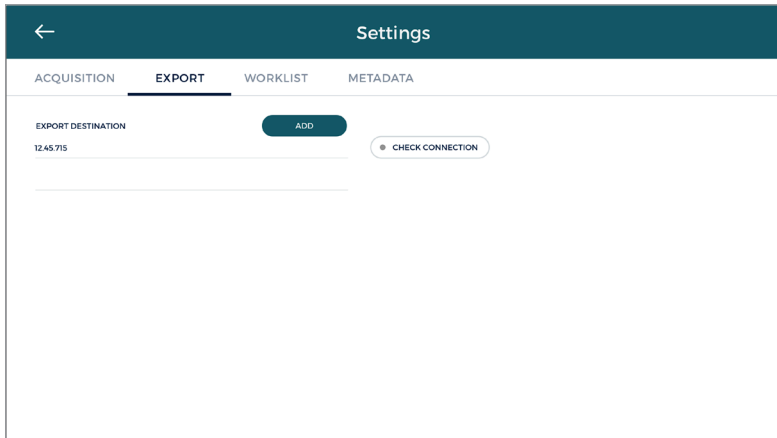 Settings
ACQUISITION EXPORT WORKLIST METADATA
EXPORT DESTINATION ADD
12.45.715 CHECK CONNECTION